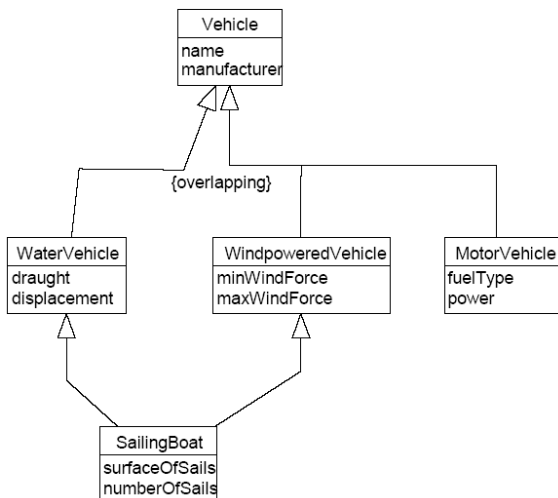 Vehicle
name
manufacturer
{overlapping}
WaterVehicle
draught
displacement
WindpoweredVehicle
minWindForce
maxWindForce
MotorVehicle
fuelType
power
SailingBoat
surfaceOfSails
numberOfSails